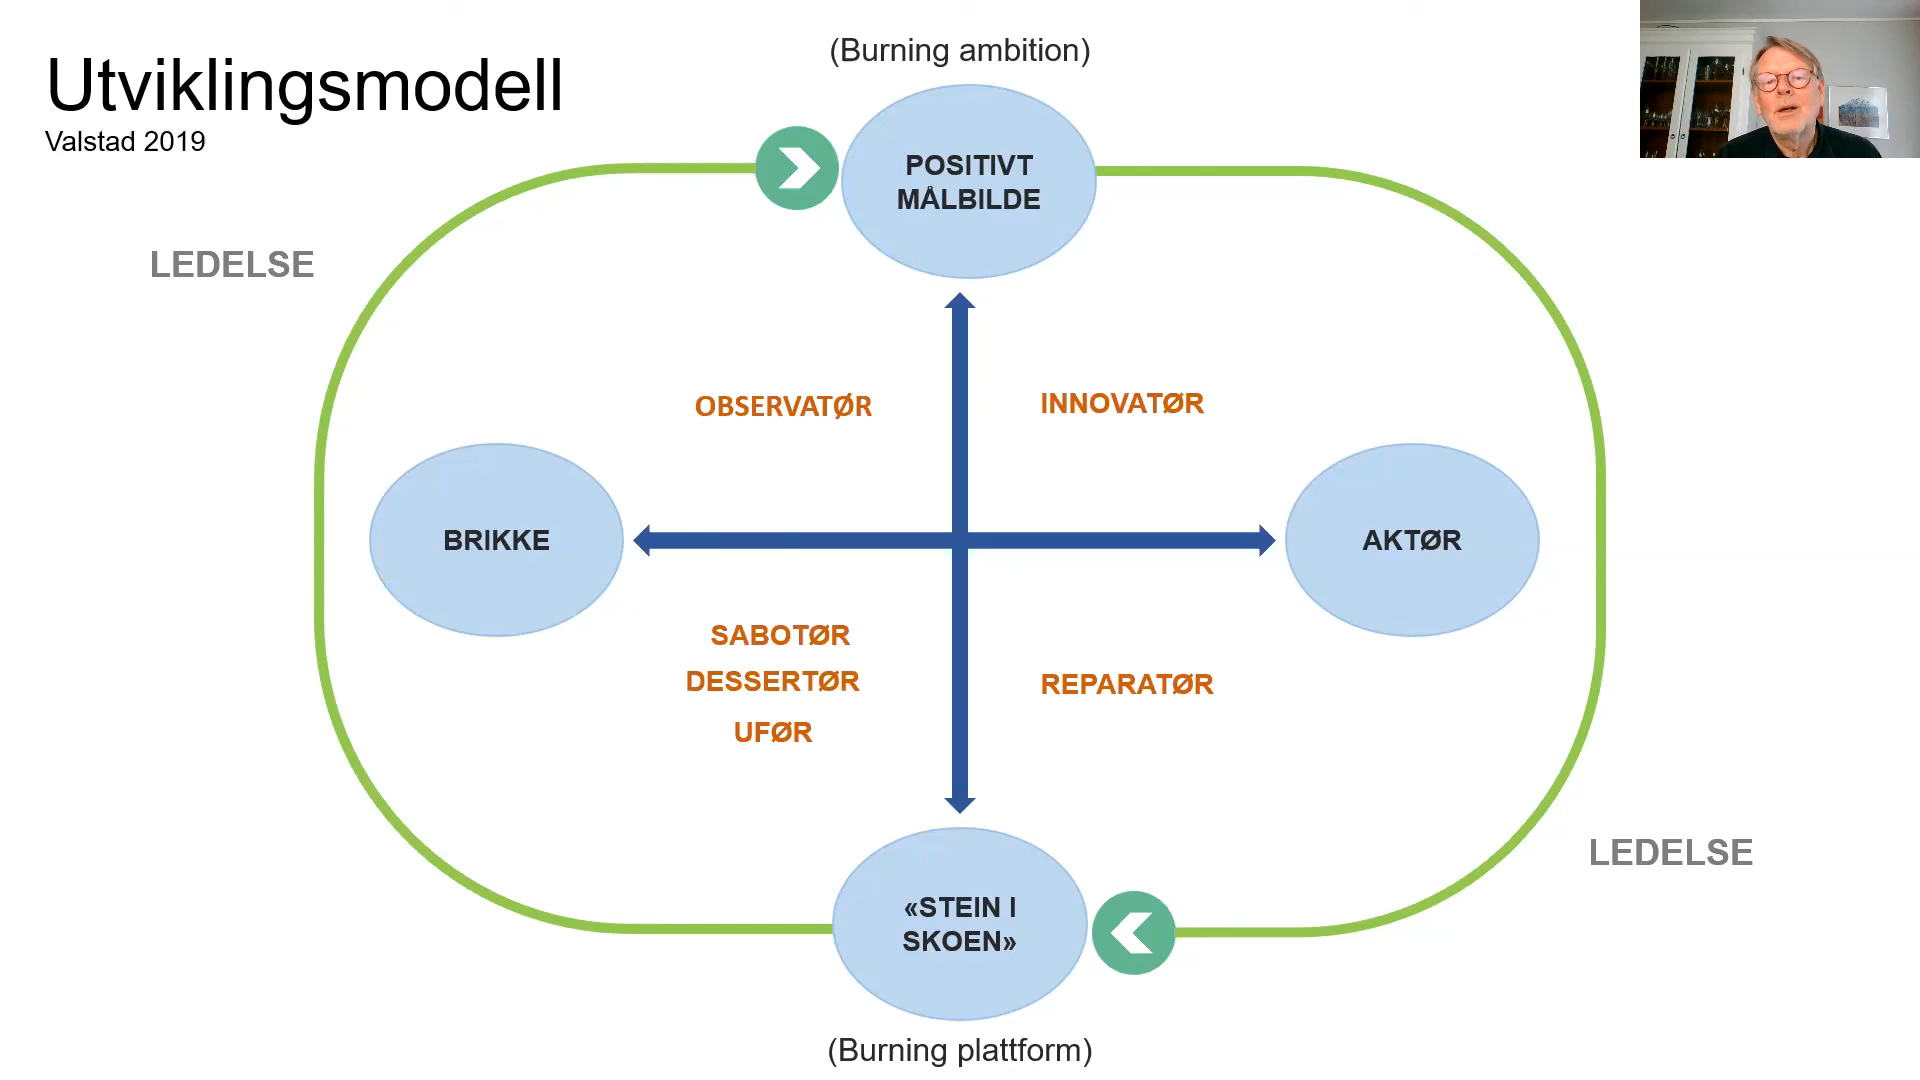 (Burning ambition)
Utviklingsmodell
Valstad 2019
POSITIVT
MÅLBILDE
LEDELSE
OBSERVATØR
INNOVATØR
BRIKKE
AKTØR
SABOTØR
DESSERTØR
UFØR
REPARATØR
LEDELSE
«STEIN I
SKOEN»
(Burning plattform)